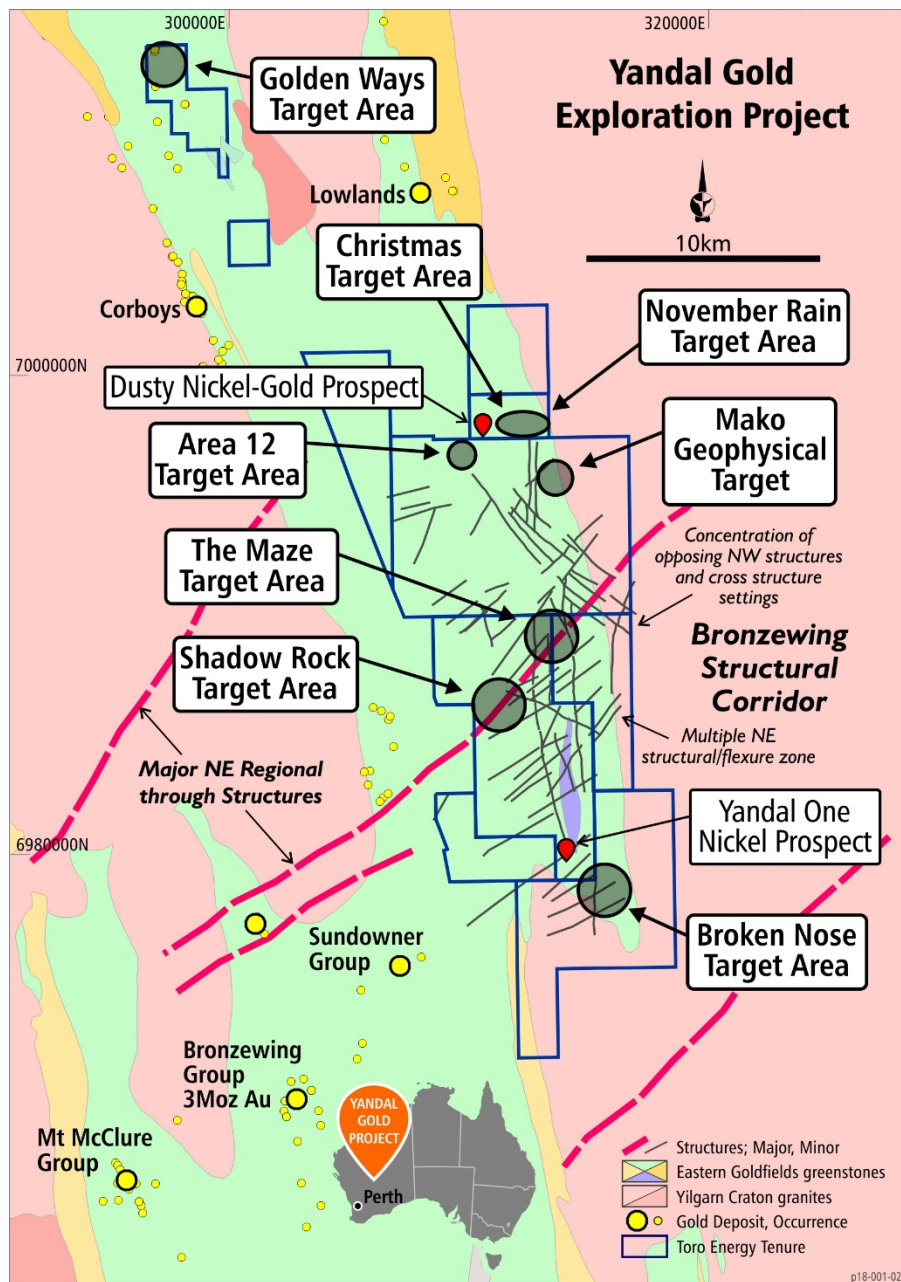 300000E
320000E
Yandal Gold
Exploration Project
10km
Golden Ways
Target Area
Lowlands
Christmas
Target Area
Corboys
November Rain
Target Area
7000000N
Dusty Nickel-Gold Prospect
Area 12
Target Area
Mako
Geophysical
Target
Concentration of
opposing NW structures
and cross structure
settings
The Maze
Target Area
Bronzewing
Structural
Corridor
Shadow Rock
Target Area
Multiple NE
structural/flexure zone
Major NE Regional
through Structures
Yandal One
Nickel Prospect
6980000N
Broken Nose
Target Area
Sundowner
Group
Bronzewing
Group
3Moz Au
YANDAL
GOLD
PROJECT
Mt McClure
Group
Perth
Structures; Major, Minor
Eastern Goldfields greenstones
Yilgarn Craton granites
Gold Deposit, Occurrence
Toro Energy Tenure
p18-001-02